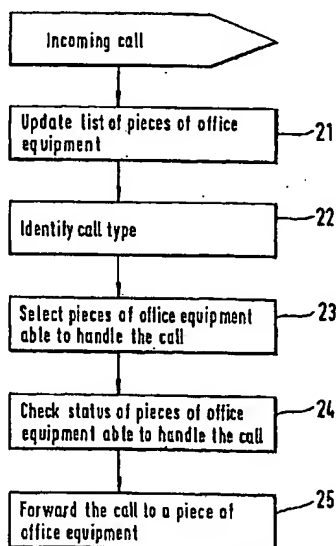 Incoming call
Update list of pieces of office
equipment
21
Identify call type
22
Select pieces of office equipment
able to handle the call
23
Check status of pieces of office
equipment able to handle the call
24
Forward the call to a piece of
office equipment
25